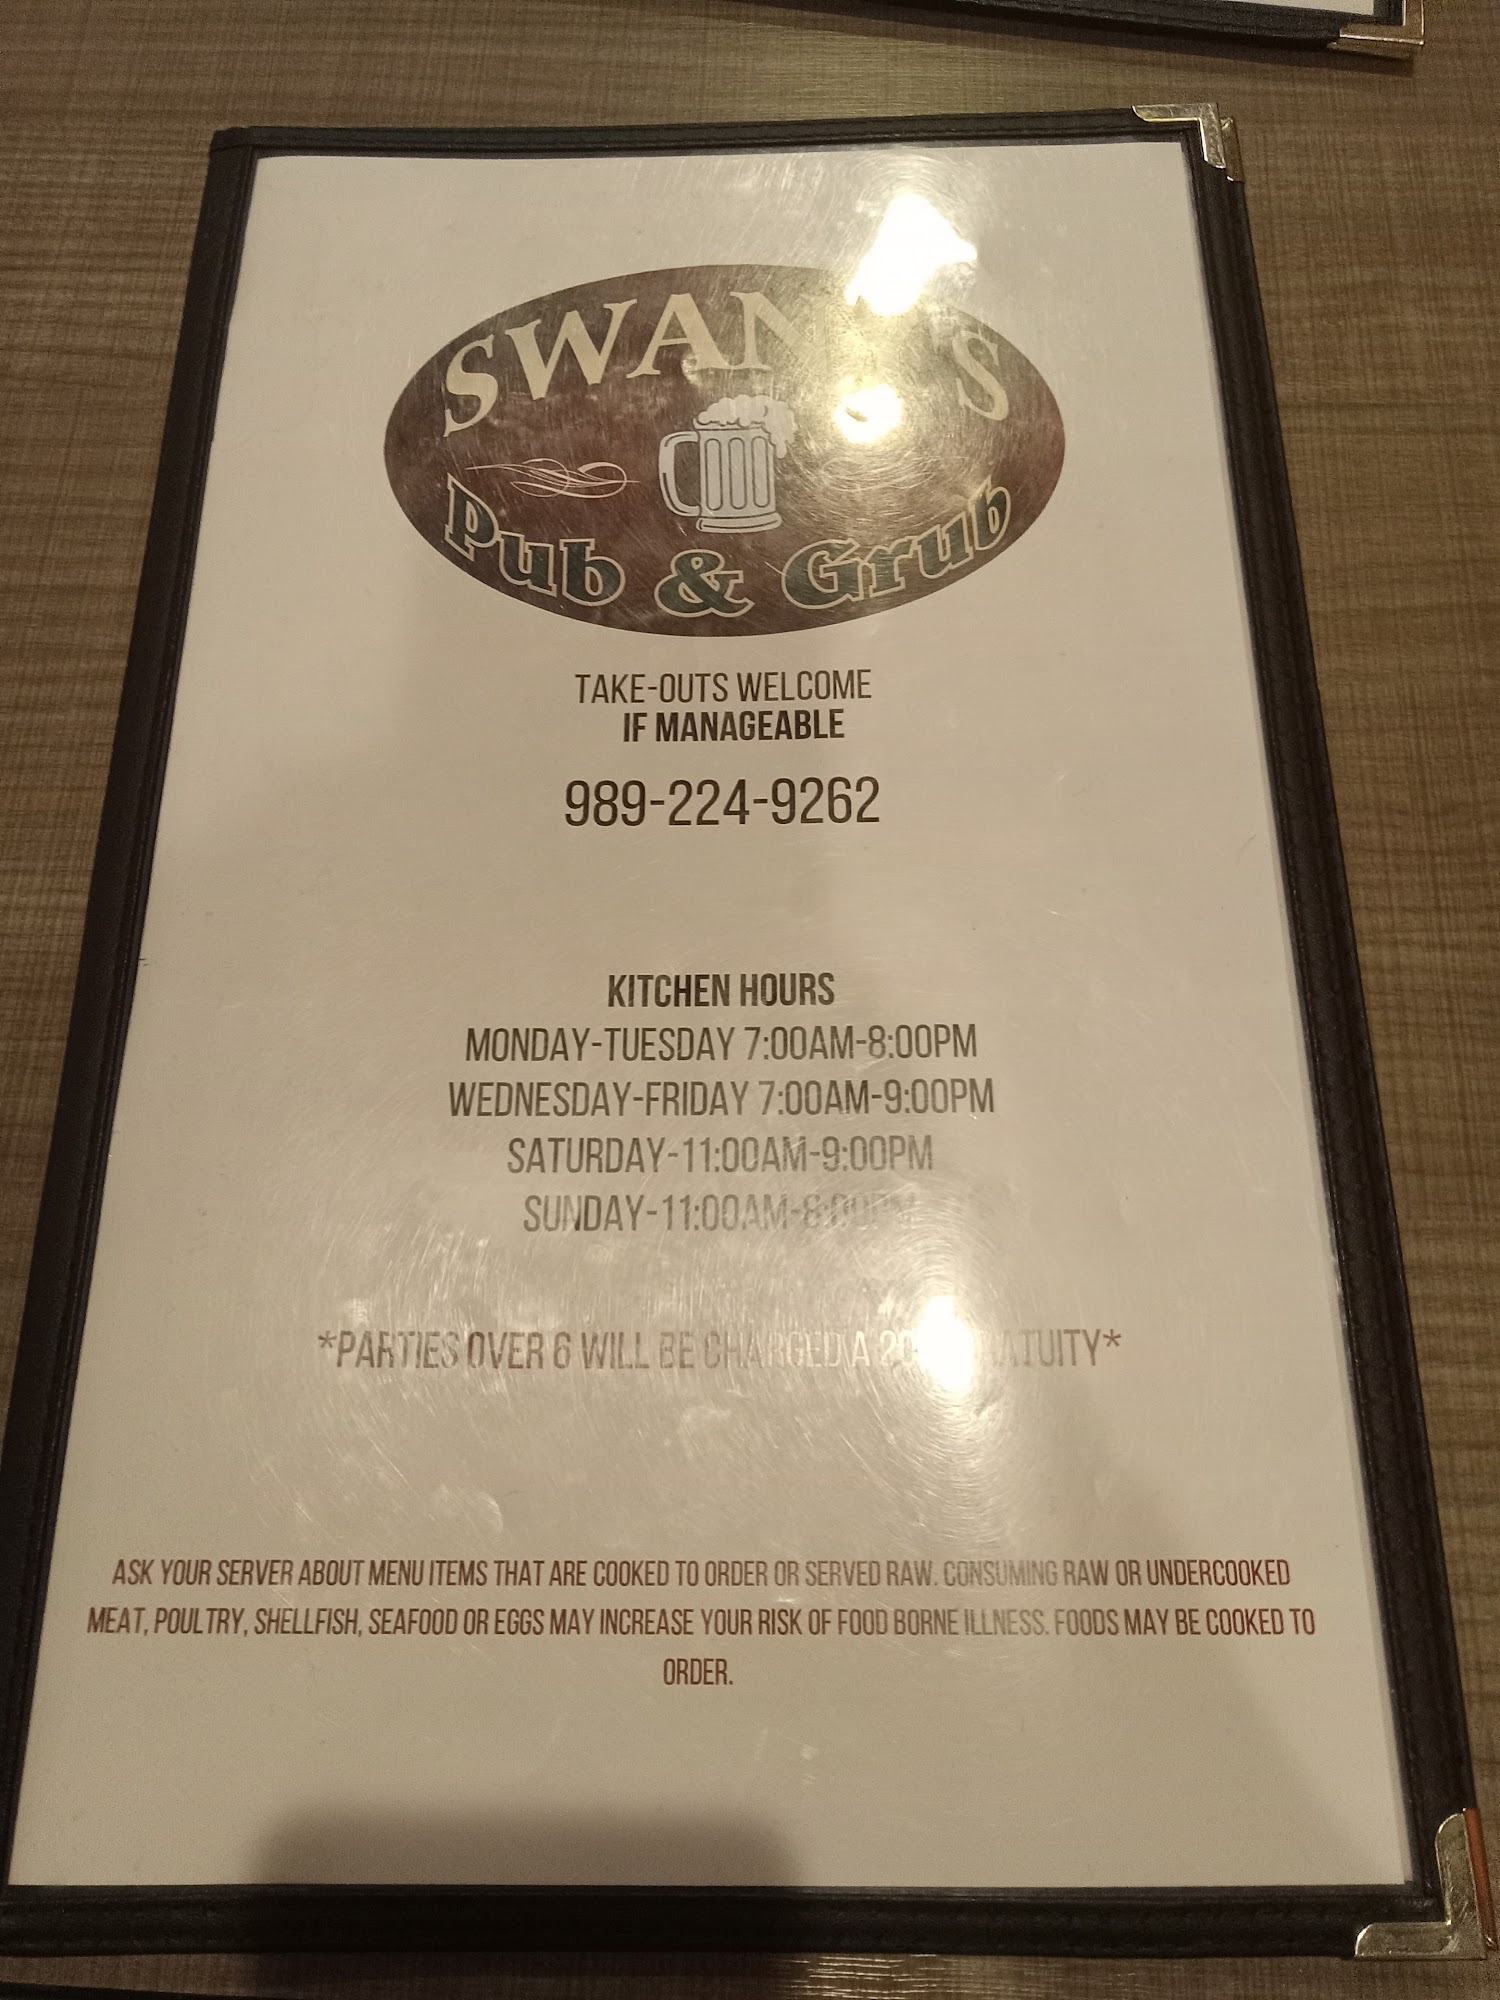 Pub & Grub
TAKE-OUTS WELCOME
IF MANAGEABLE
989-224-9262
KITCHEN HOURS
MONDAY-TUESDAY 7:00AM-8:00PM
WEDNESDAY-FRIDAY 7:00AM-9:00PM
SATURDAY-11:00AM-9:00PM
SUNDAY-11:00AM-8:00PM
*PARTIES OVER 6 WILL BE CHARGED A
ASK YOUR SERVER ABOUT MENU ITEMS THAT ARE COOKED TO ORDER OR SERVED RAW. CONSUMING RAW OR UNDERCOOKED
MEAT, POULTRY, SHELLFISH, SEAFOOD OR EGGS MAY INCREASE YOUR RISK OF FOOD BORNE ILLNESS. FOODS MAY BE COOKED TO
ORDER.